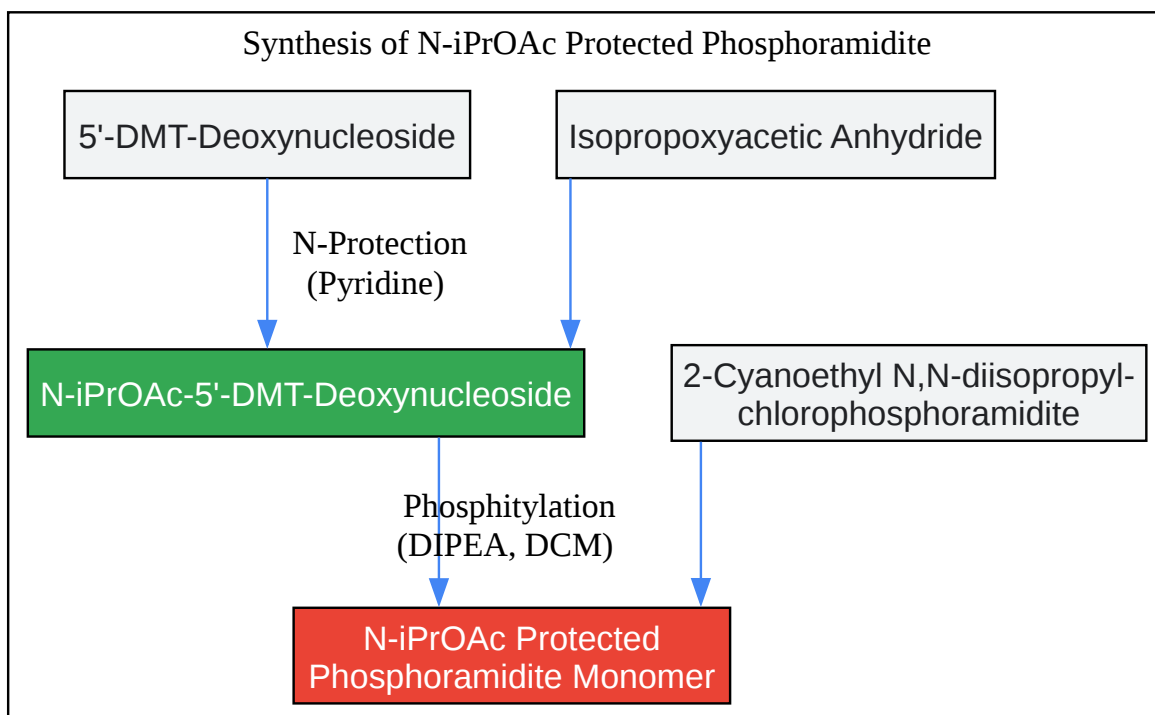 Synthesis of N-iPrOAc Protected Phosphoramidite
5'-DMT-Deoxynucleoside
Isopropoxyacetic Anhydride
N-Protection
(Pyridine)
N-iPrOAc-5'-DMT-Deoxynucleoside
2-Cyanoethyl N,N-diisopropyl-
chlorophosphoramidite
Phosphitylation
(DIPEA, DCM)
N-iPrOAc Protected
Phosphoramidite Monomer